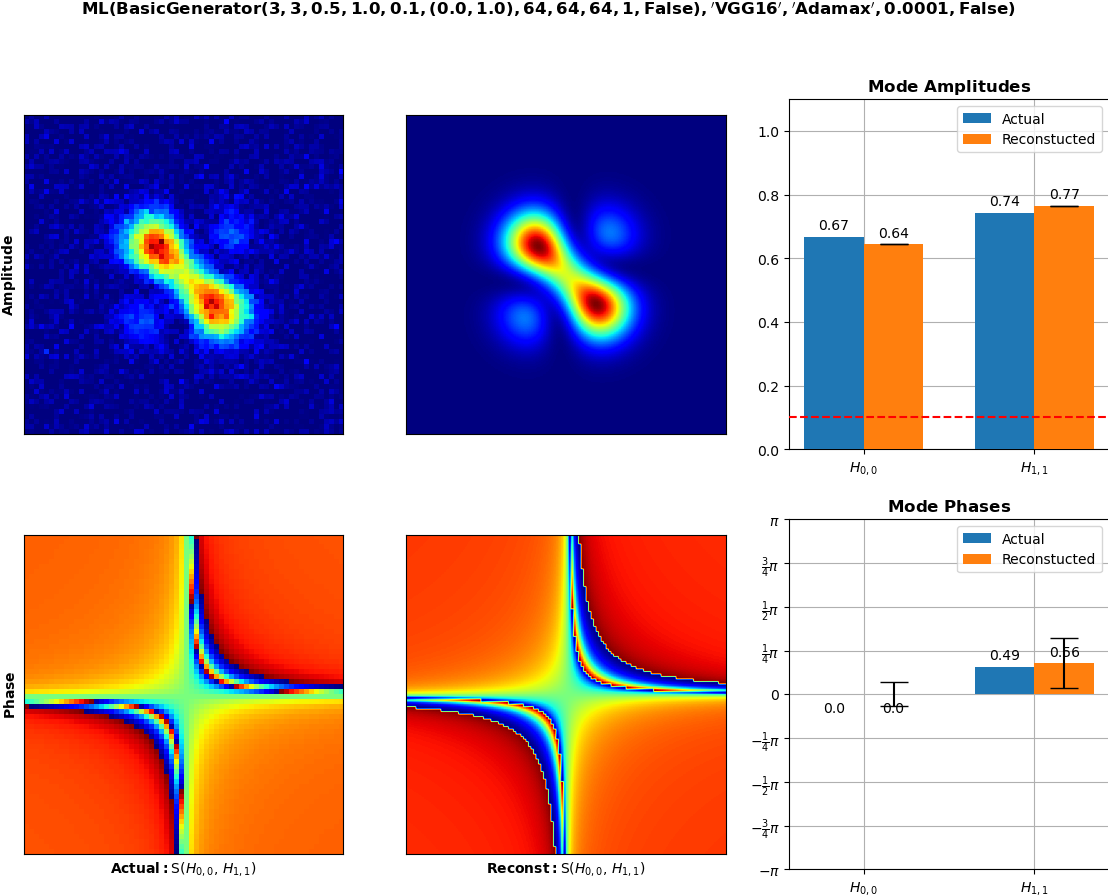 ML(BasicGenerator(3, 3, 0.5, 1.0, 0.1, (0.0, 1.0), 64, 64, 64, 1, False), ′VGG16′, ′Adamax′, 0.0001, False)
Amplitude
Mode Amplitudes
Actual
Reconstucted
1.0
0.8
0.6
0.4
0.2
0.0
0.67
0.64
0.74
0.77
H0,0
H1,1
Phase
Actual: S(H0,0, H1,1)
Reconst: S(H0,0, H1,1)
Mode Phases
Actual
Reconstucted
π
3/4π
1/2π
1/4π
0
−1/4π
−1/2π
−3/4π
−π
0.0
0.0
0.49
0.56
H0,0
H1,1